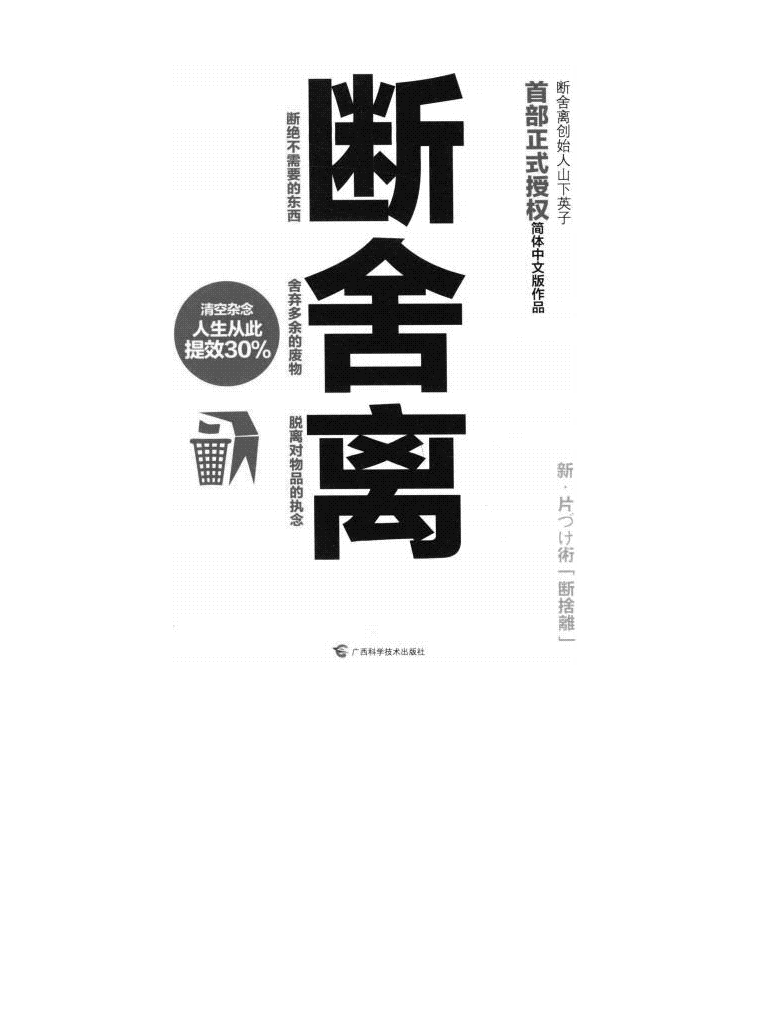 断舍离创始人山下英子
首部正式授权简体中文版作品
断舍离
断绝不需要的东西
舍弃多余的废物
脱离对物品的执念
清空杂念
人生从此
提效30%
新·片づけ術「断捨離」
广西科学技术出版社